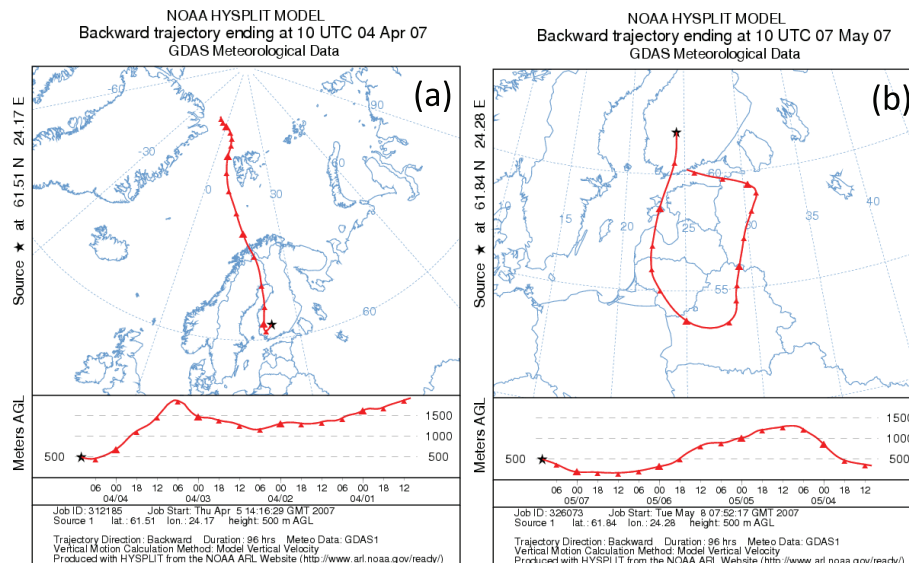 NOAA HYSPLIT MODEL
Backward trajectory ending at 10 UTC 04 Apr 07
GDAS Meteorological Data
(a)
Source ★ at 61.51 N 24.17 E
-60
-30
0
30
60
90
60
Meters AGL
500
1500
1000
500
06 00 18 12 06 00 18 12 06 00 18 12 06 00 18 12
04/04 04/03 04/02 04/01
Job ID: 312185 Job Start: Thu Apr 5 14:16:29 GMT 2007
Source 1 lat.: 61.51 lon.: 24.17 height: 500 m AGL
Trajectory Direction: Backward Duration: 96 hrs Meteo Data: GDAS1
Vertical Motion Calculation Method: Model Vertical Velocity
Produced with HYSPLIT from the NOAA ARL Website (http://www.arl.noaa.gov/ready/)
NOAA HYSPLIT MODEL
Backward trajectory ending at 10 UTC 07 May 07
GDAS Meteorological Data
(b)
Source ★ at 61.84 N 24.28 E
60
15
20
25
30
35
40
55
Meters AGL
500
1500
1000
500
06 00 18 12 06 00 18 12 06 00 18 12 06 00 18 12
05/07 05/06 05/05 05/04
Job ID: 326073 Job Start: Tue May 8 07:52:17 GMT 2007
Source 1 lat.: 61.84 lon.: 24.28 height: 500 m AGL
Trajectory Direction: Backward Duration: 96 hrs Meteo Data: GDAS1
Vertical Motion Calculation Method: Model Vertical Velocity
Produced with HYSPLIT from the NOAA ARL Website (http://www.arl.noaa.gov/ready/)